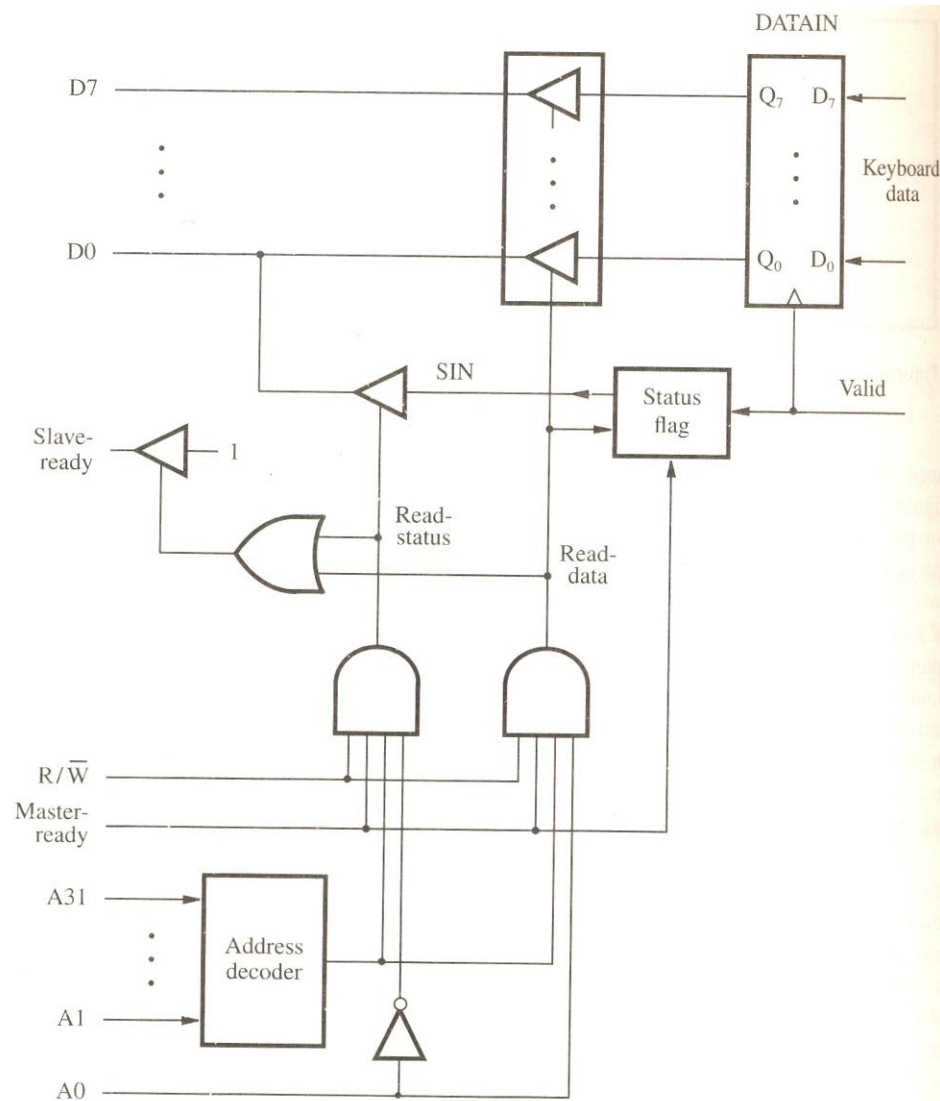 DATAIN
D7
Q7 D7
Keyboard
data
D0
Q0 D0
SIN
Status
flag
Valid
Slave-
ready
1
Read-
status
Read-
data
R/W̅
Master-
ready
A31
Address
decoder
A1
A0